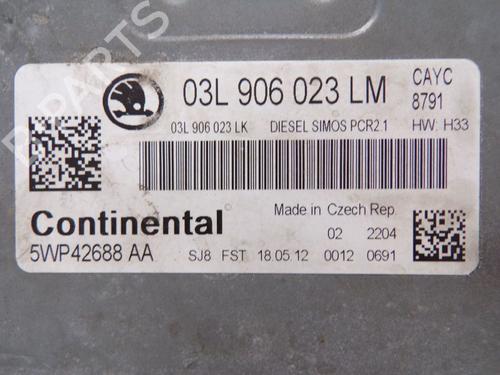 03L 906 023 LM
CAYC
8791
03L 906 023 LK DIESEL SIMOS PCR2.1 HW: H33
Continental
Made in Czech Rep.
02 2204
5WP42688 AA
SJ8 FST 18.05.12 0012 0691
B-PARTS